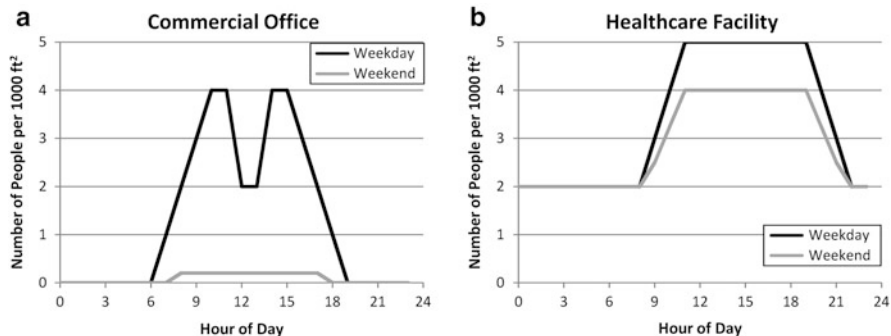 a
Commercial Office
Number of People per 1000 ft²
5
4
3
2
1
0
0 3 6 9 12 15 18 21 24
Hour of Day
Weekday
Weekend
b
Healthcare Facility
Number of People per 1000 ft²
5
4
3
2
1
0
0 3 6 9 12 15 18 21 24
Hour of Day
Weekday
Weekend